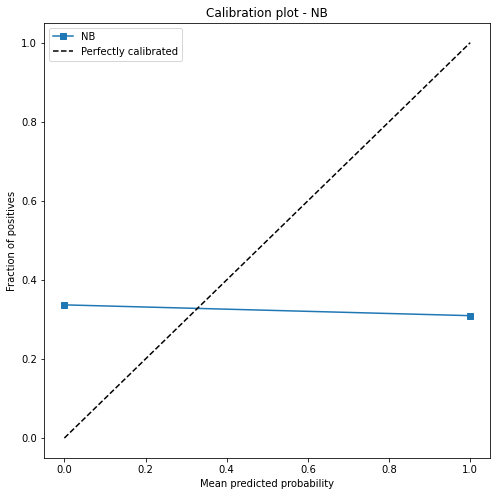 Calibration plot - NB
NB
Perfectly calibrated
Fraction of positives
1.0
0.8
0.6
0.4
0.2
0.0
0.0 0.2 0.4 0.6 0.8 1.0
Mean predicted probability